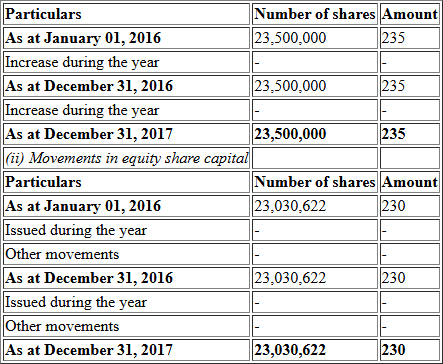 Particulars Number of shares Amount
As at January 01, 2016 23,500,000 235
Increase during the year - -
As at December 31, 2016 23,500,000 235
Increase during the year - -
As at December 31, 2017 23,500,000 235
(ii) Movements in equity share capital
Particulars Number of shares Amount
As at January 01, 2016 23,030,622 230
Issued during the year - -
Other movements - -
As at December 31, 2016 23,030,622 230
Issued during the year - -
Other movements - -
As at December 31, 2017 23,030,622 230